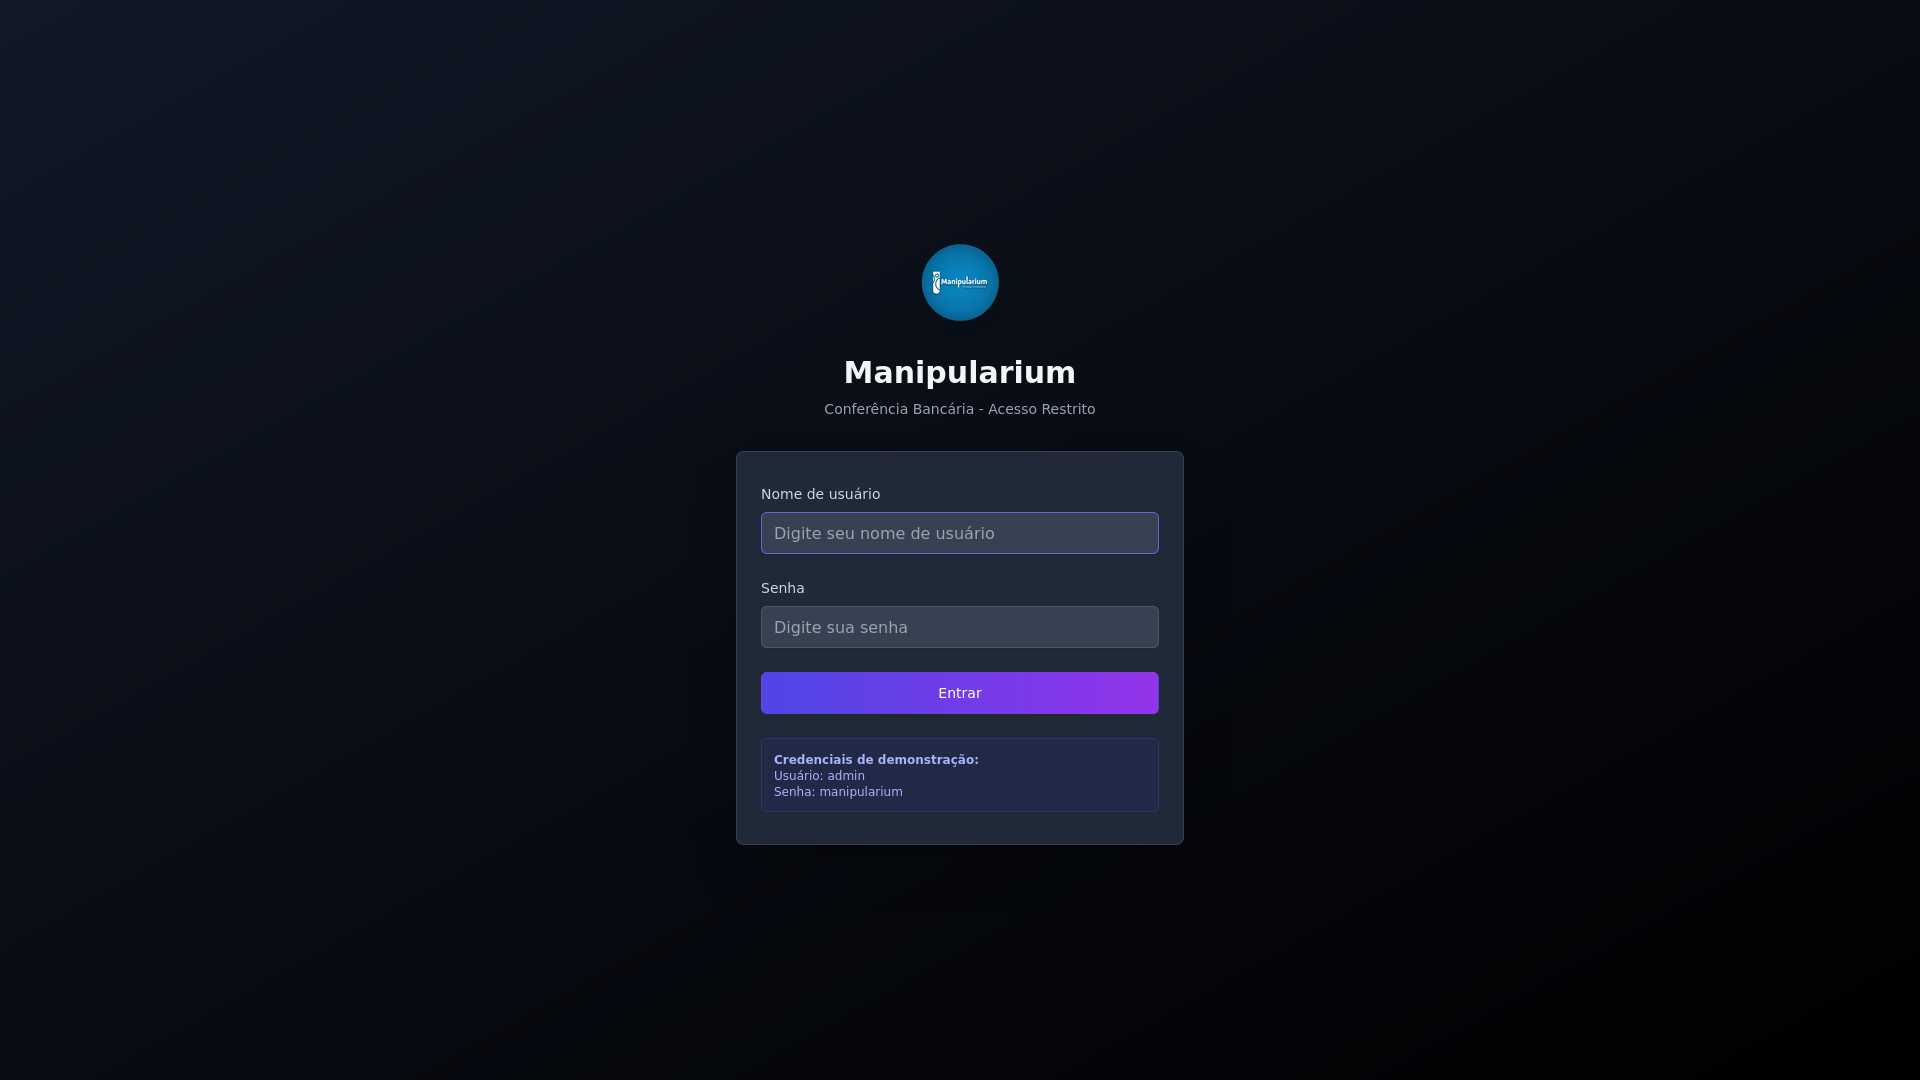 Manipularium
Manipularium
Conferência Bancária - Acesso Restrito
Nome de usuário
Digite seu nome de usuário
Senha
Digite sua senha
Entrar
Credenciais de demonstração:
Usuário: admin
Senha: manipularium